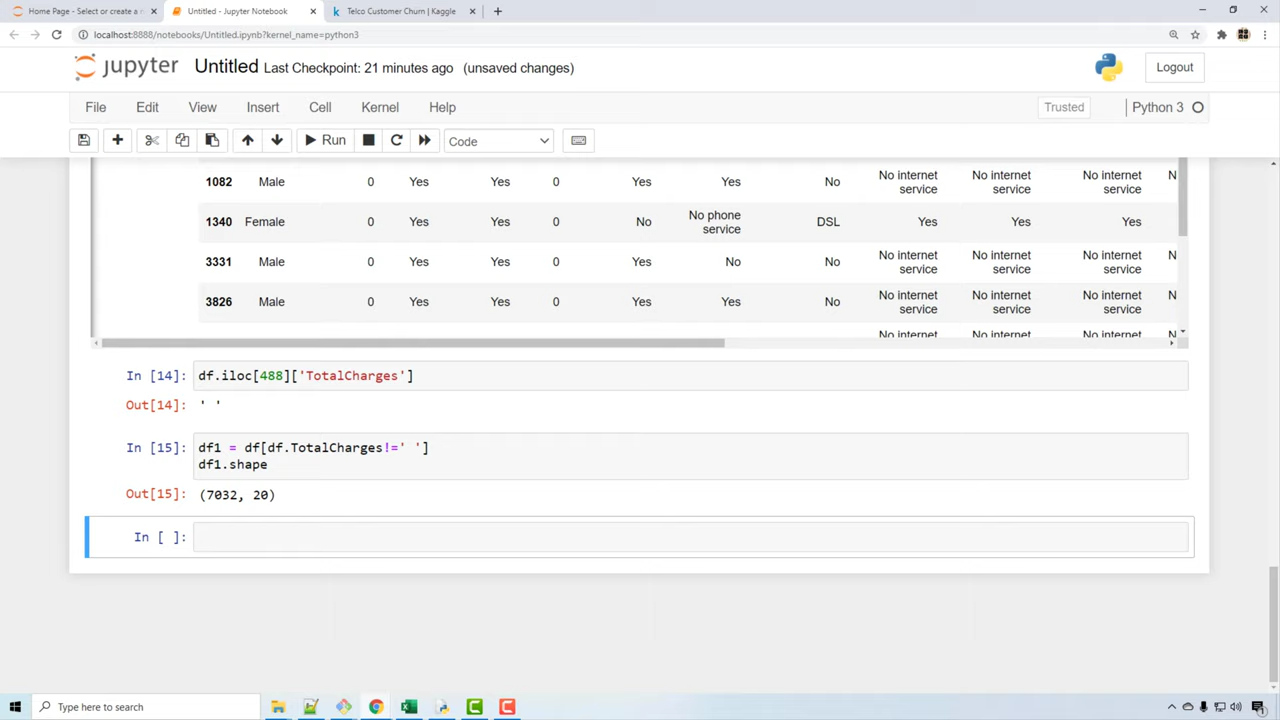 Home Page - Select or create a n
Untitled - Jupyter Notebook
Telco Customer Churn | Kaggle
localhost:8888/notebooks/Untitled.ipynb?kernel_name=python3
jupyter Untitled Last Checkpoint: 21 minutes ago (unsaved changes) Logout
File Edit View Insert Cell Kernel Help Trusted Python 3
Run Code
1082 Male 0 Yes Yes 0 Yes Yes No No internet service No internet service No internet service N
1340 Female 0 Yes Yes 0 No No phone service DSL Yes Yes Yes
3331 Male 0 Yes Yes 0 Yes No No No internet service No internet service No internet service N
3826 Male 0 Yes Yes 0 Yes Yes No No internet service No internet service No internet service N
No internet No internet No internet N
In [14]: df.iloc[488]['TotalCharges']
Out[14]: ' '
In [15]: df1 = df[df.TotalCharges!=' ']
df1.shape
Out[15]: (7032, 20)
In [ ]:
Type here to search